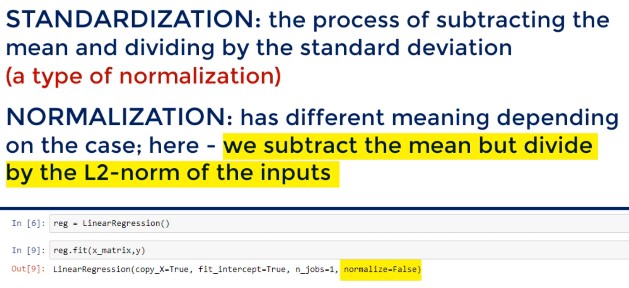 STANDARDIZATION: the process of subtracting the
mean and dividing by the standard deviation
(a type of normalization)
NORMALIZATION: has different meaning depending
on the case; here - we subtract the mean but divide
by the L2-norm of the inputs
In [6]: reg = LinearRegression()
In [9]: reg.fit(x_matrix,y)
Out[9]: LinearRegression(copy_X=True, fit_intercept=True, n_jobs=1, normalize=False)